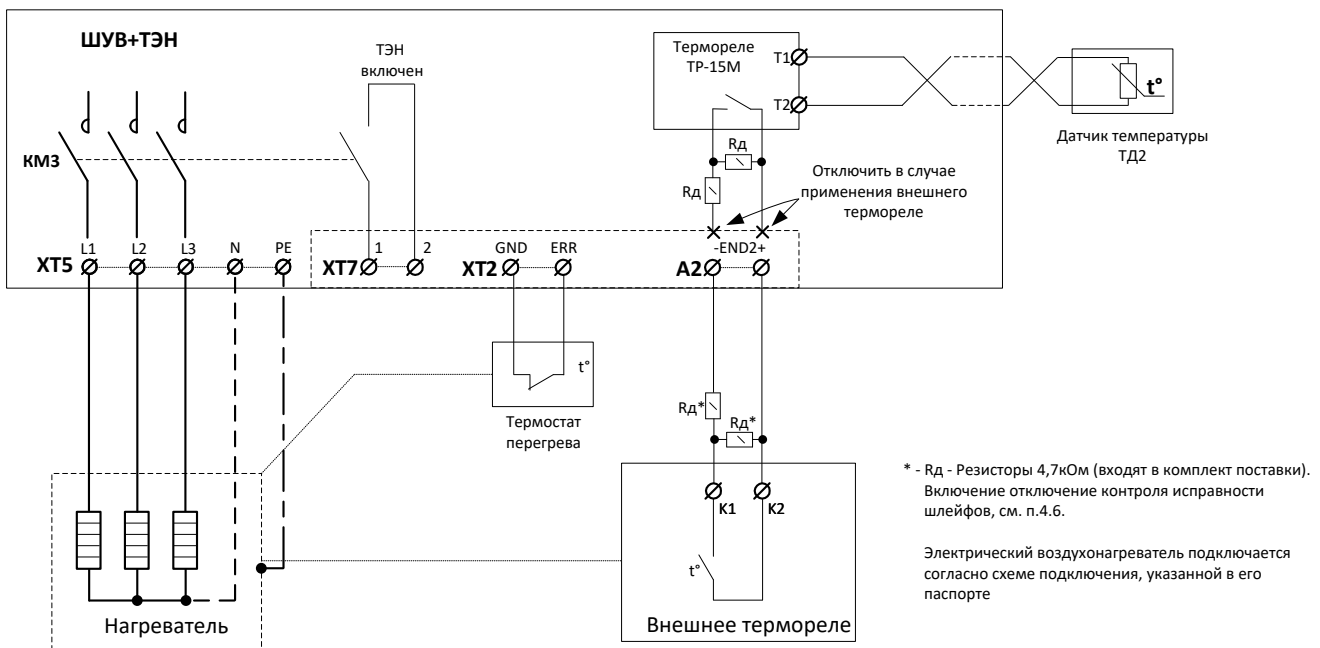 ШУВ+ТЭН
ТЭН
включен
Термореле
ТР-15М
T1
T2
t°
Датчик температуры
ТД2
КМ3
Rд
Rд
Отключить в случае
применения внешнего
термореле
L1 L2 L3 N PE
1 2
GND ERR
-END2+
XT5
XT7
XT2
A2
t°
Термостат
перегрева
Rд*
Rд*
K1 K2
t°
Нагреватель
Внешнее термореле
* - Rд - Резисторы 4,7кОм (входят в комплект поставки).
Включение отключение контроля исправности
шлейфов, см. п.4.6.
Электрический воздухонагреватель подключается
согласно схеме подключения, указанной в его
паспорте